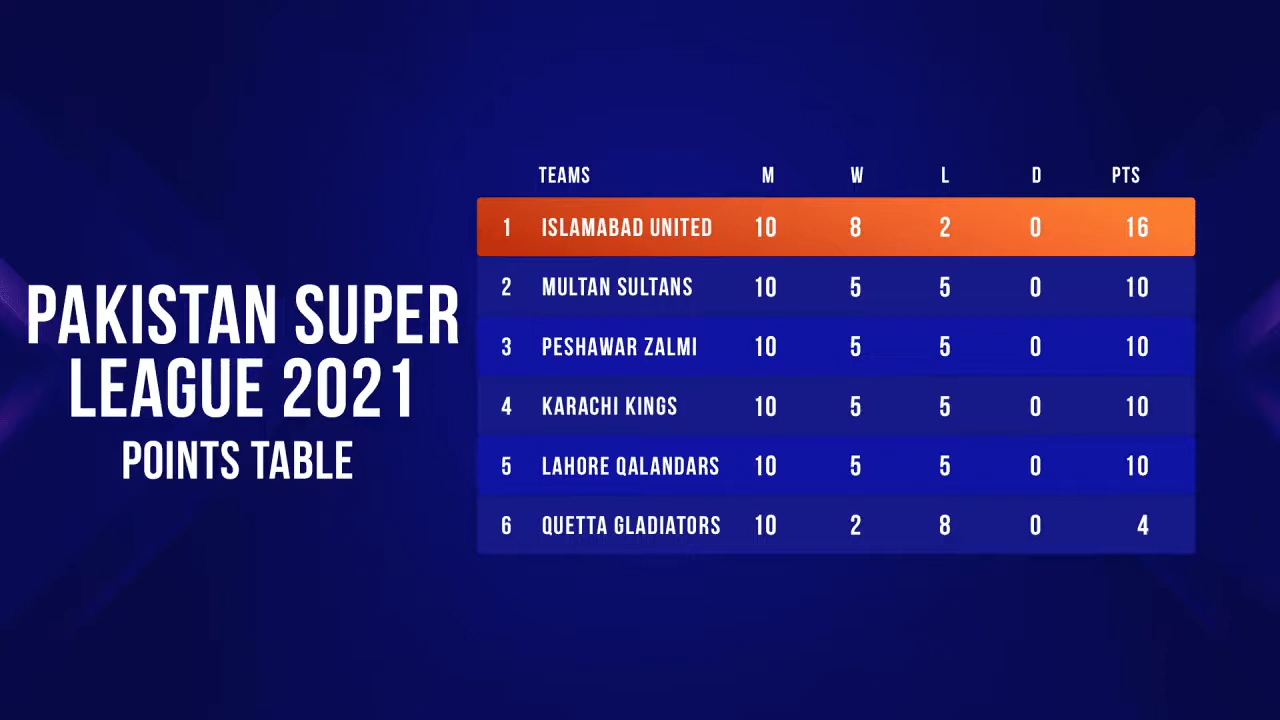 PAKISTAN SUPER
LEAGUE 2021
POINTS TABLE
TEAMS M W L D PTS
1 ISLAMABAD UNITED 10 8 2 0 16
2 MULTAN SULTANS 10 5 5 0 10
3 PESHAWAR ZALMI 10 5 5 0 10
4 KARACHI KINGS 10 5 5 0 10
5 LAHORE QALANDARS 10 5 5 0 10
6 QUETTA GLADIATORS 10 2 8 0 4